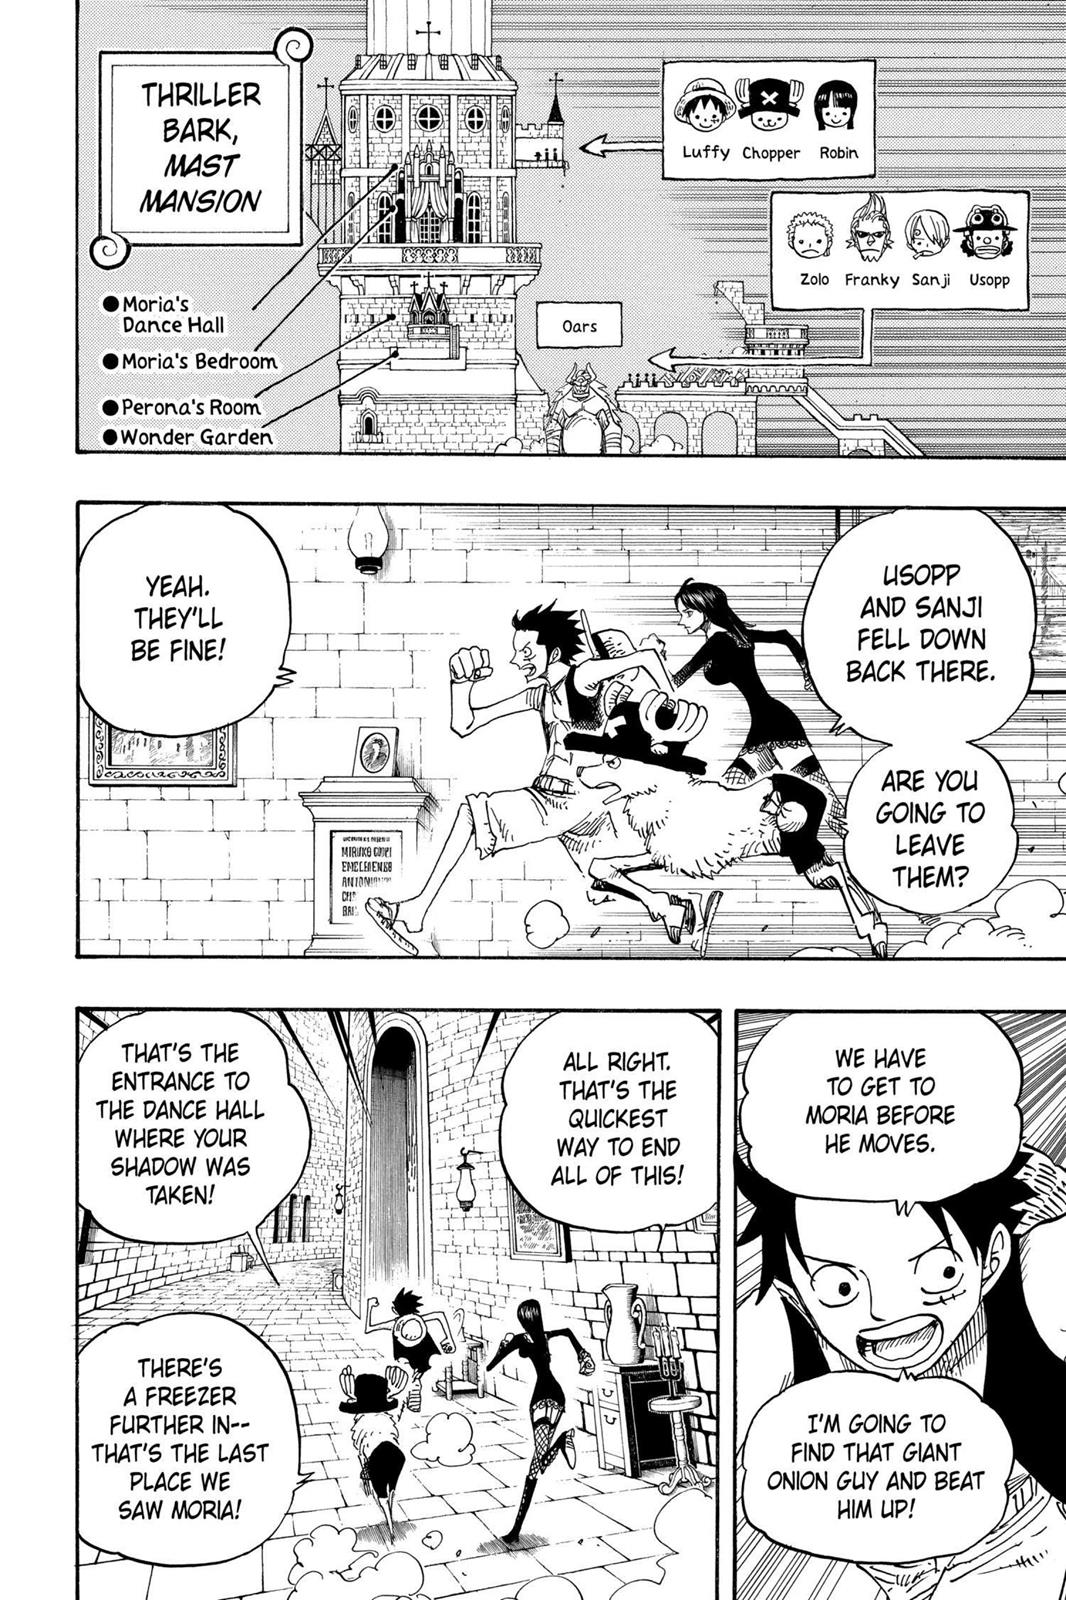 THRILLER
BARK,
MAST
MANSION
Luffy
Chopper
Robin
Zolo
Franky
Sanji
Usopp
Oars
●Moria's
Dance Hall
●Moria's Bedroom
●Perona's Room
●Wonder Garden
USOPP
AND SANJI
FELL DOWN
BACK THERE.
ARE YOU
GOING TO
LEAVE
THEM?
YEAH.
THEY'LL
BE FINE!
WE HAVE
TO GET TO
MORIA BEFORE
HE MOVES.
I'M GOING TO
FIND THAT GIANT
ONION GUY AND BEAT
HIM UP!
ALL RIGHT.
THAT'S THE
QUICKEST
WAY TO END
ALL OF THIS!
THAT'S THE
ENTRANCE TO
THE DANCE HALL
WHERE YOUR
SHADOW WAS
TAKEN!
THERE'S
A FREEZER
FURTHER IN--
THAT'S THE LAST
PLACE WE
SAW MORIA!